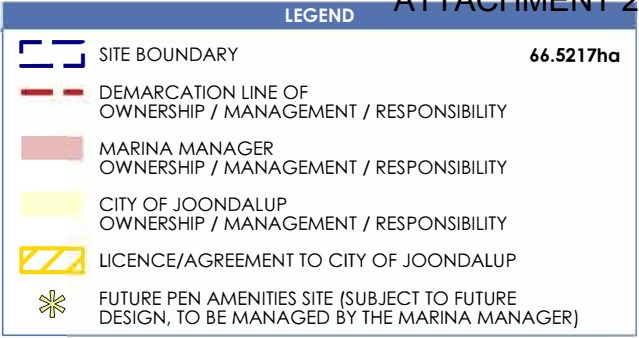 ATTACHMENT 2
LEGEND
SITE BOUNDARY 66.5217ha
DEMARCATION LINE OF
OWNERSHIP / MANAGEMENT / RESPONSIBILITY
MARINA MANAGER
OWNERSHIP / MANAGEMENT / RESPONSIBILITY
CITY OF JOONDALUP
OWNERSHIP / MANAGEMENT / RESPONSIBILITY
LICENCE/AGREEMENT TO CITY OF JOONDALUP
FUTURE PEN AMENITIES SITE (SUBJECT TO FUTURE
DESIGN, TO BE MANAGED BY THE MARINA MANAGER)